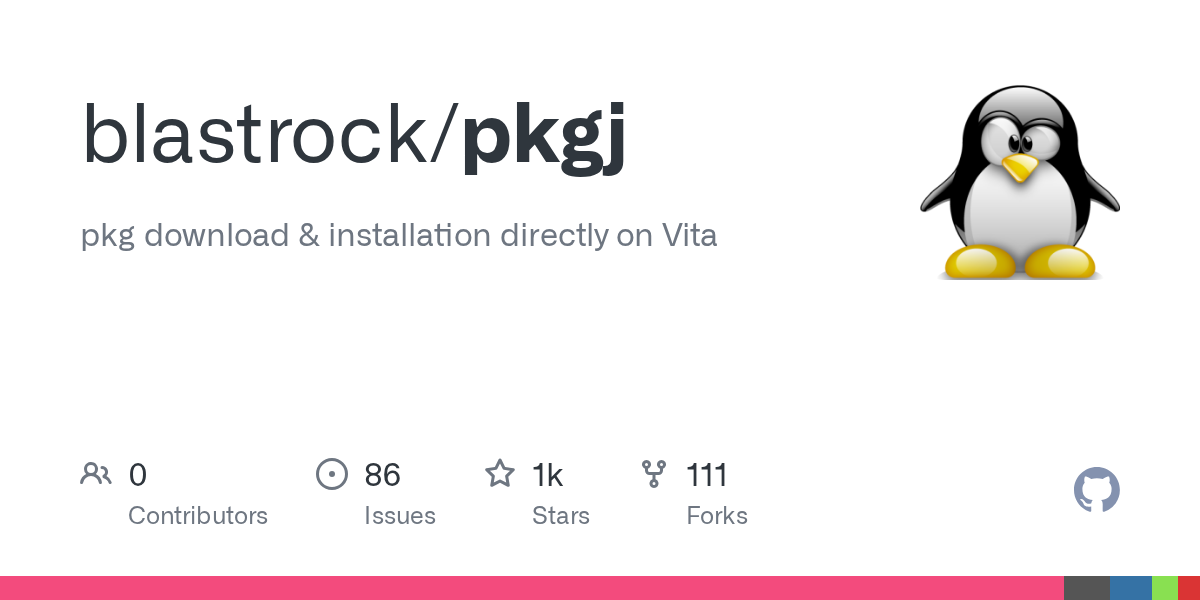 blastrock/pkgj
pkg download & installation directly on Vita
0
Contributors
86
Issues
1k
Stars
111
Forks